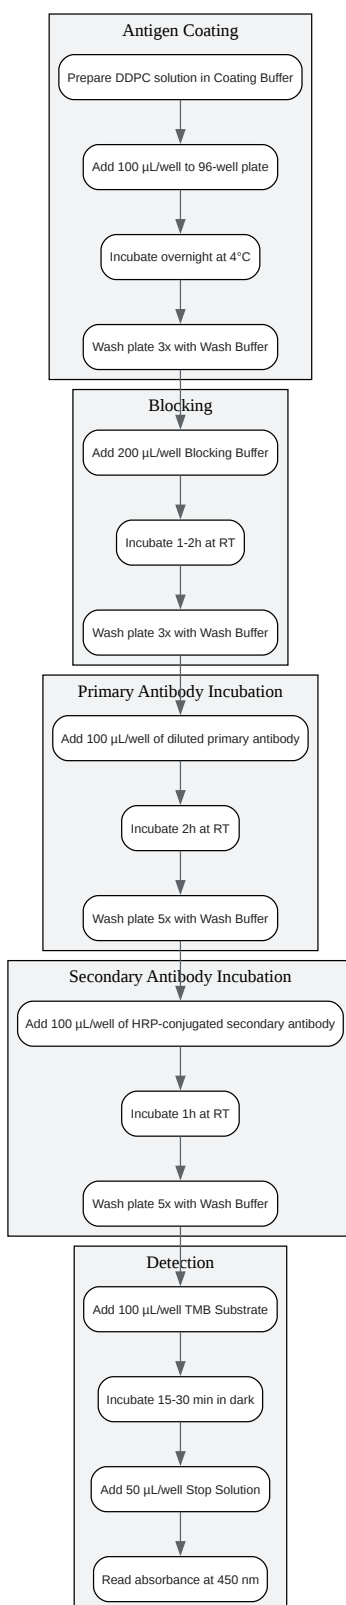 Antigen Coating
Prepare DDPC solution in Coating Buffer
Add 100 µL/well to 96-well plate
Incubate overnight at 4°C
Wash plate 3x with Wash Buffer
Blocking
Add 200 µL/well Blocking Buffer
Incubate 1-2h at RT
Wash plate 3x with Wash Buffer
Primary Antibody Incubation
Add 100 µL/well of diluted primary antibody
Incubate 2h at RT
Wash plate 5x with Wash Buffer
Secondary Antibody Incubation
Add 100 µL/well of HRP-conjugated secondary antibody
Incubate 1h at RT
Wash plate 5x with Wash Buffer
Detection
Add 100 µL/well TMB Substrate
Incubate 15-30 min in dark
Add 50 µL/well Stop Solution
Read absorbance at 450 nm